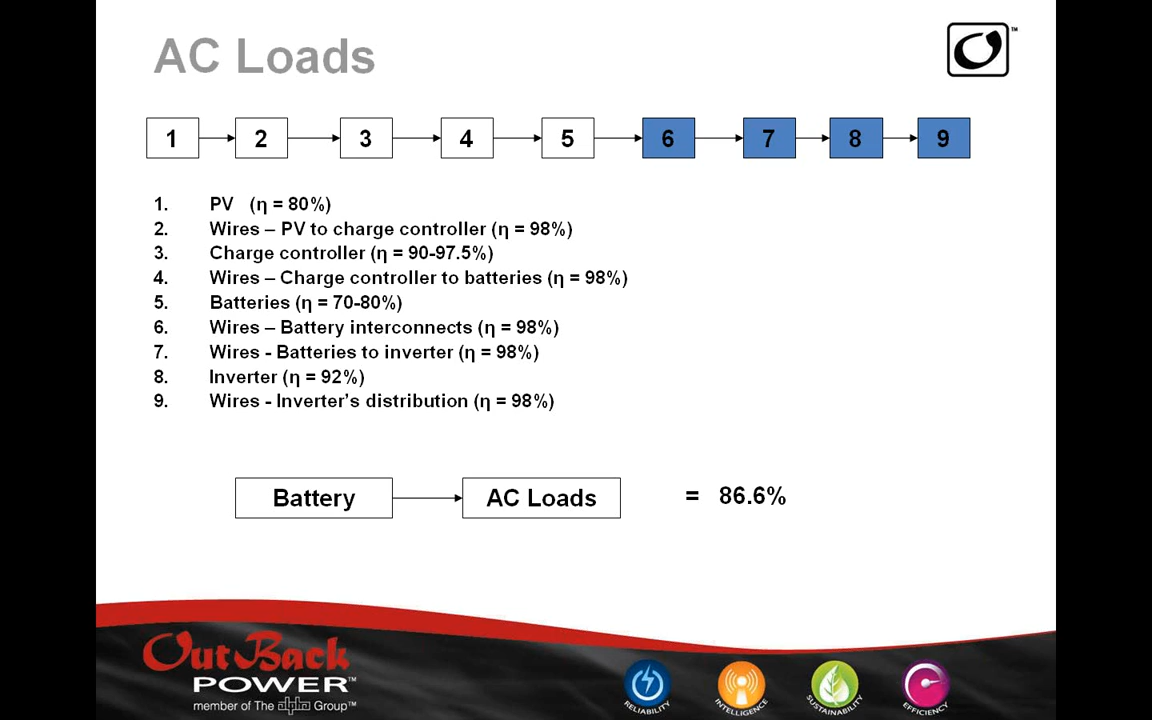 AC Loads
™
1 2 3 4 5 6 7 8 9
1. PV (η = 80%)
2. Wires – PV to charge controller (η = 98%)
3. Charge controller (η = 90-97.5%)
4. Wires – Charge controller to batteries (η = 98%)
5. Batteries (η = 70-80%)
6. Wires – Battery interconnects (η = 98%)
7. Wires - Batteries to inverter (η = 98%)
8. Inverter (η = 92%)
9. Wires - Inverter's distribution (η = 98%)
Battery AC Loads = 86.6%
OutBack
POWER™
member of The alpha Group™
RELIABILITY INTELLIGENCE SUSTAINABILITY EFFICIENCY